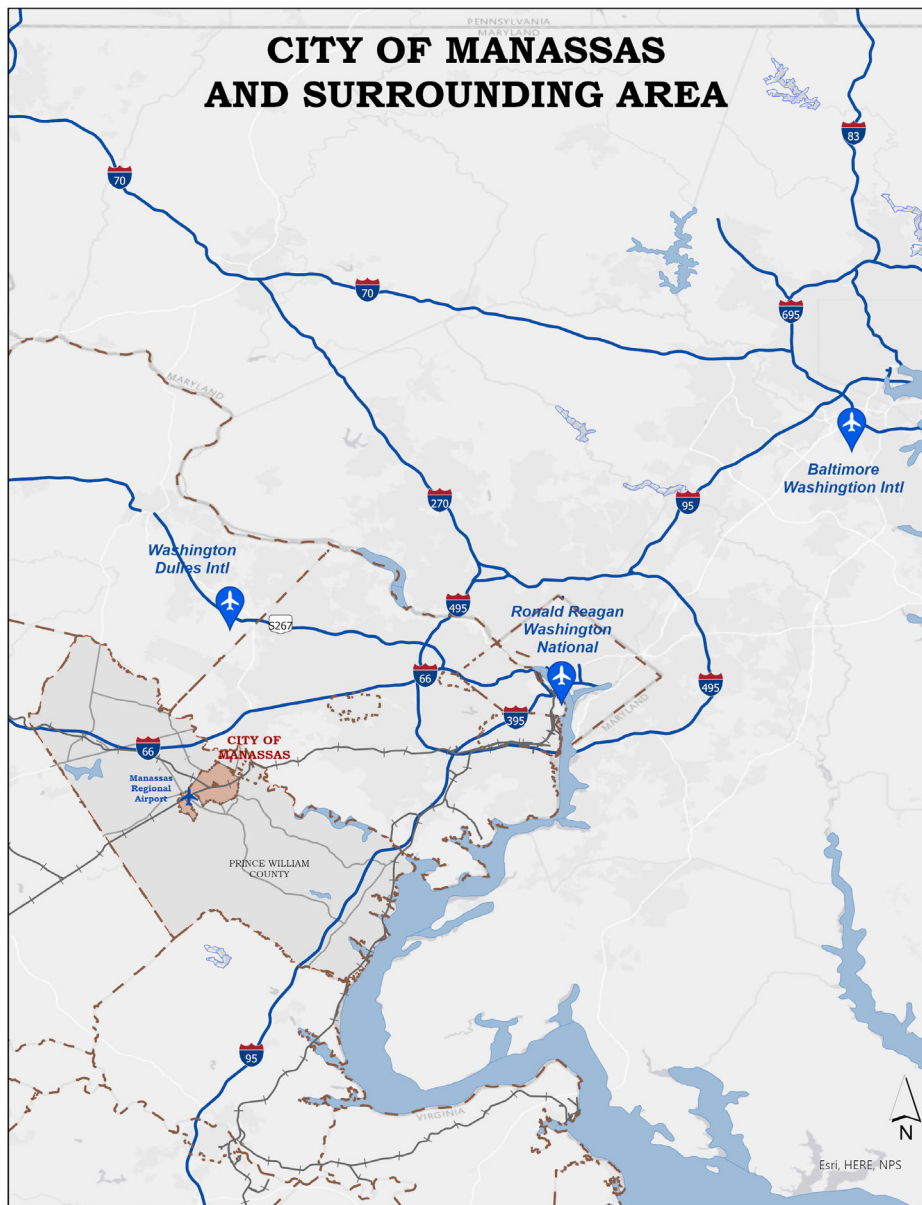 PENNSYLVANIA
MARYLAND
CITY OF MANASSAS
AND SURROUNDING AREA
83
70
70
695
MARYLAND
Baltimore
Washingtion Intl
270
95
Washington
Dulles Intl
495
Ronald Reagan
Washington
National
S267
66
495
MARYLAND
395
CITY OF
MANASSAS
66
Manassas
Regional
Airport
PRINCE WILLIAM
COUNTY
95
VIRGINIA
N
Esri, HERE, NPS